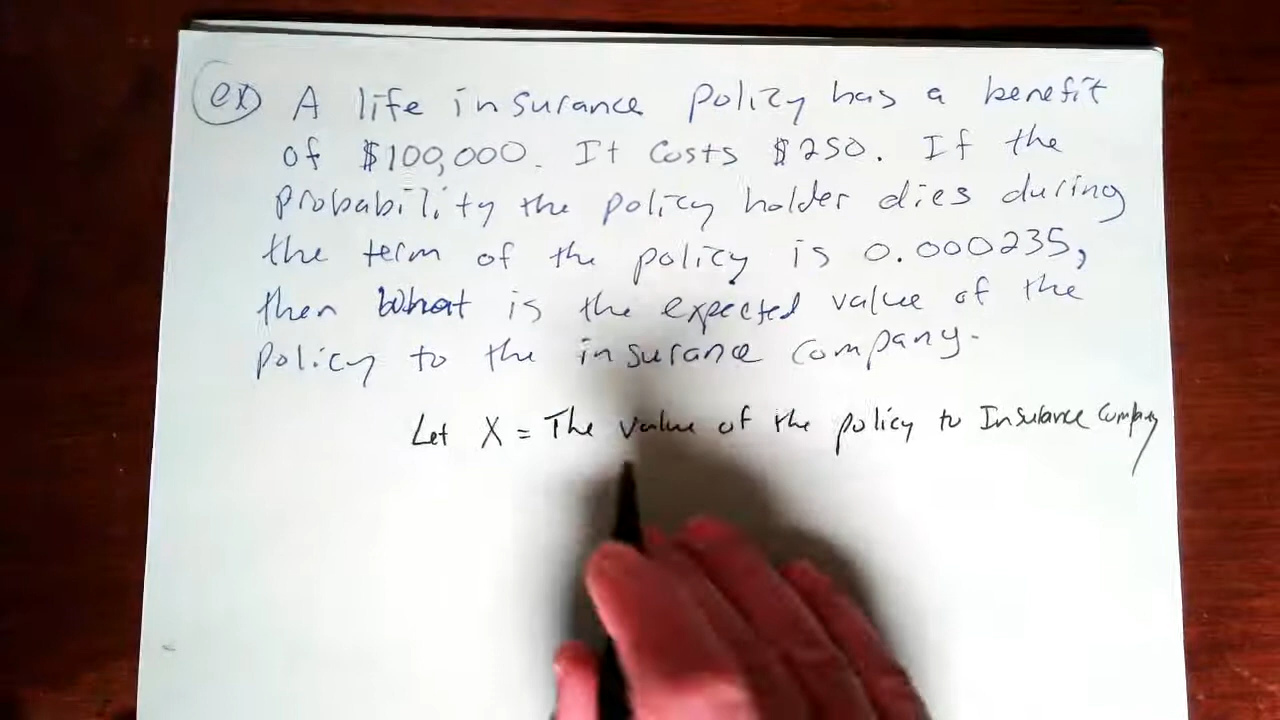 ex) A life insurance policy has a benefit
of $100,000. It costs $250. If the
probability the policy holder dies during
the term of the policy is 0.000235,
then what is the expected value of the
policy to the insurance company.
Let X = The value of the policy to Insurance Company